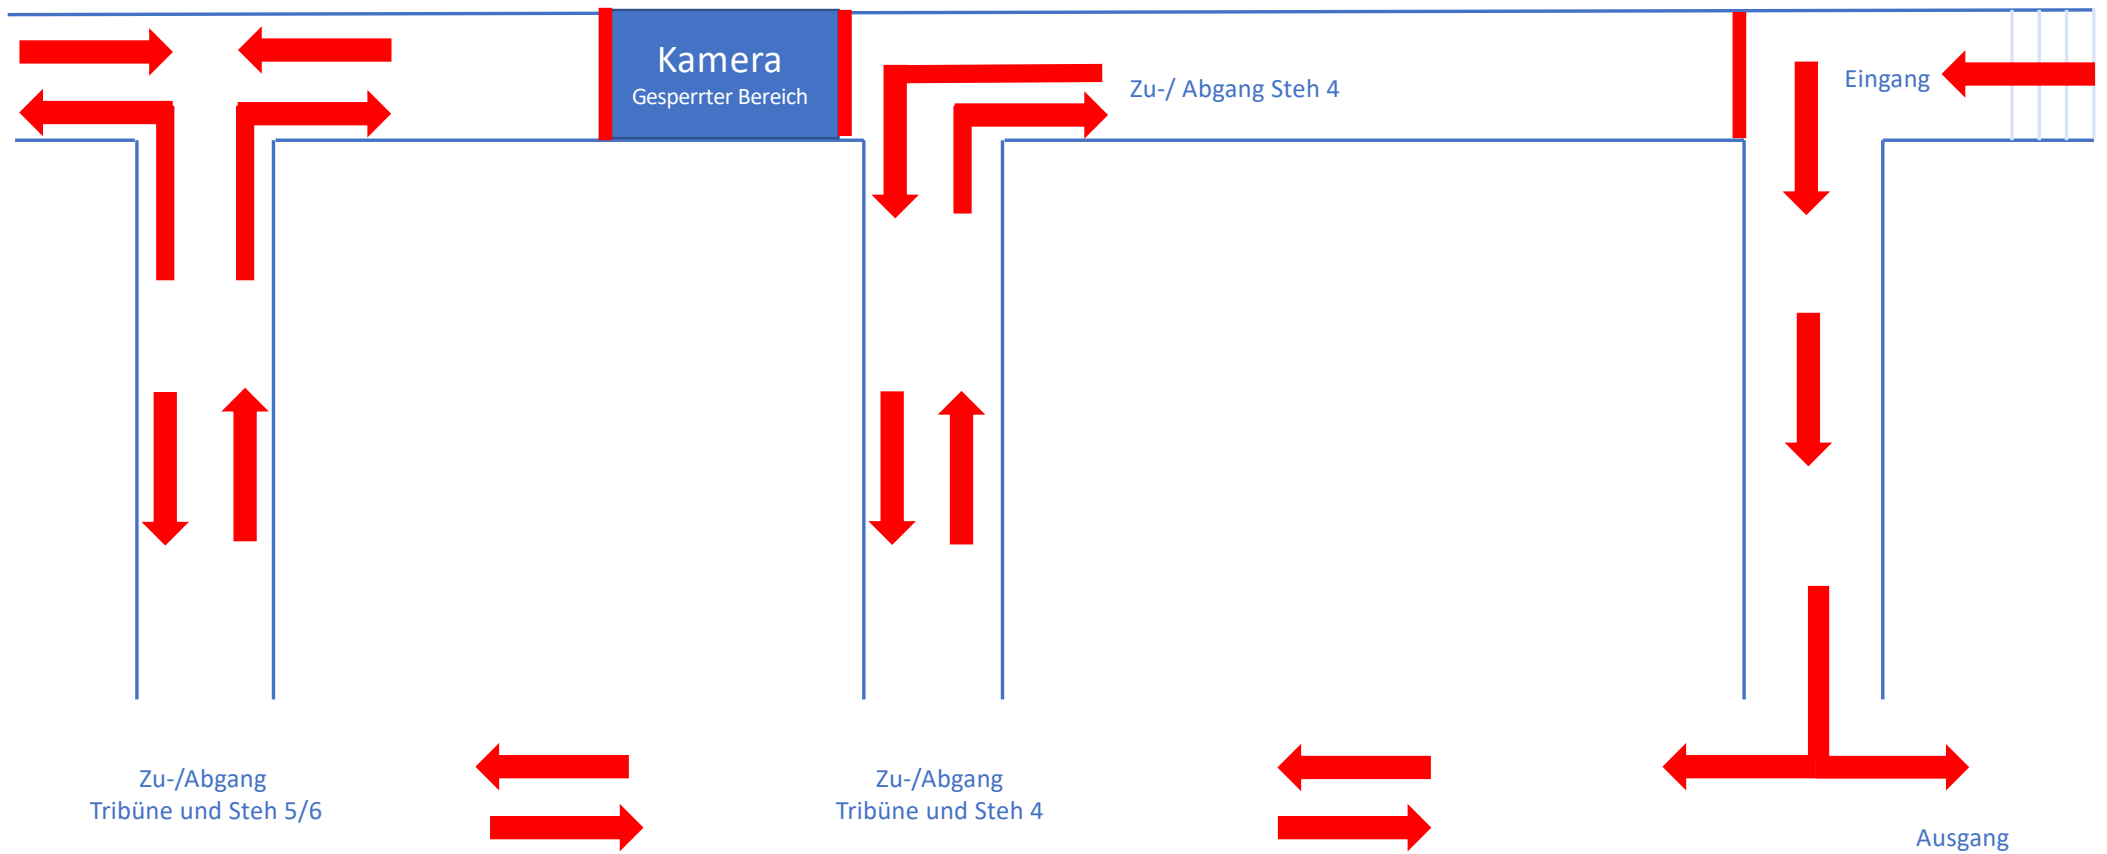 Kamera
Gesperrter Bereich
Zu-/ Abgang Steh 4
Eingang
Zu-/Abgang
Tribüne und Steh 5/6
Zu-/Abgang
Tribüne und Steh 4
Ausgang